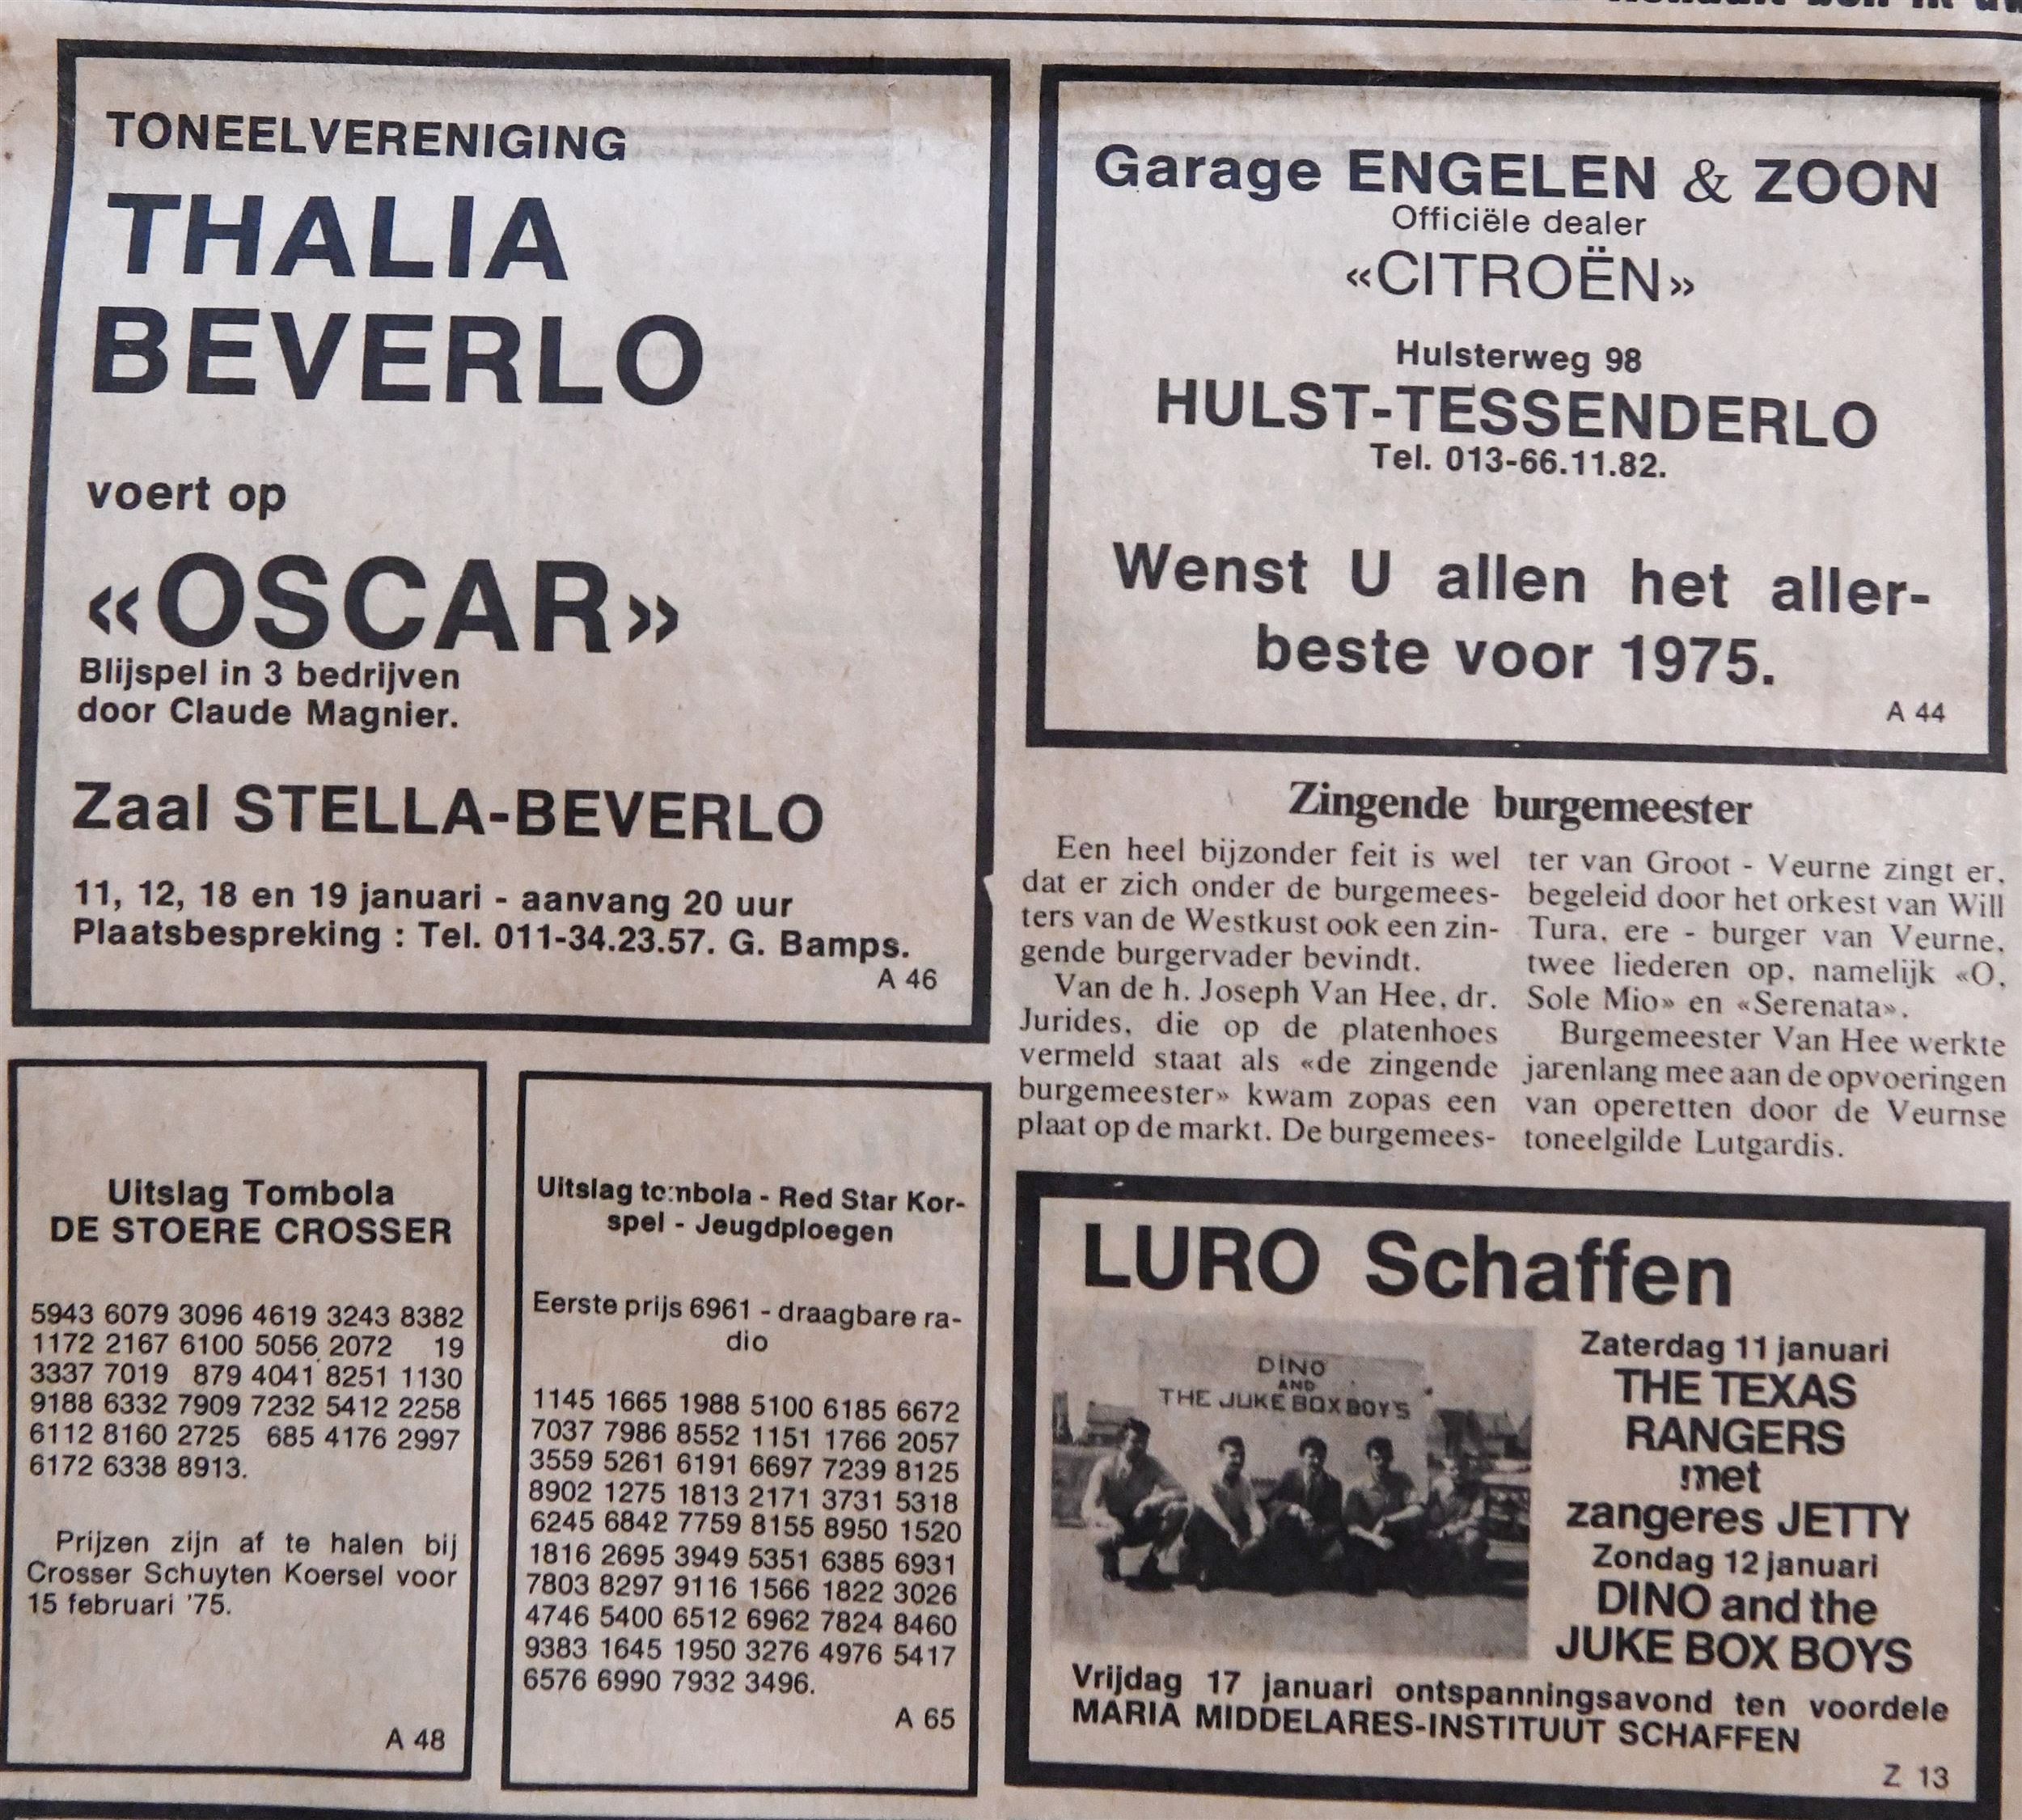 TONEELVERENIGING
THALIA
BEVERLO
voert op
«OSCAR»
Blijspel in 3 bedrijven
door Claude Magnier.
Zaal STELLA-BEVERLO
11, 12, 18 en 19 januari - aanvang 20 uur
Plaatsbespreking : Tel. 011-34.23.57. G. Bamps.
A 46
Garage ENGELEN & ZOON
Officiële dealer
«CITROËN»
Hulsterweg 98
HULST-TESSENDERLO
Tel. 013-66.11.82.
Wenst U allen het aller-
beste voor 1975.
A 44
Zingende burgemeester
Een heel bijzonder feit is wel
dat er zich onder de burgemees-
ters van de Westkust ook een zin-
gende burgervader bevindt.
Van de h. Joseph Van Hee, dr.
Jurides, die op de platenhoes
vermeld staat als «de zingende
burgemeester» kwam zopas een
plaat op de markt. De burgemees-
ter van Groot - Veurne zingt er,
begeleid door het orkest van Will
Tura, ere - burger van Veurne,
twee liederen op, namelijk «O,
Sole Mio» en «Serenata».
Burgemeester Van Hee werkte
jarenlang mee aan de opvoeringen
van operetten door de Veurnse
toneelgilde Lutgardis.
Uitslag Tombola
DE STOERE CROSSER
5943 6079 3096 4619 3243 8382
1172 2167 6100 5056 2072 19
3337 7019 879 4041 8251 1130
9188 6332 7909 7232 5412 2258
6112 8160 2725 685 4176 2997
6172 6338 8913.
Prijzen zijn af te halen bij
Crosser Schuyten Koersel voor
15 februari '75.
A 48
Uitslag tombola - Red Star Kor-
spel - Jeugdploegen
Eerste prijs 6961 - draagbare ra-
dio
1145 1665 1988 5100 6185 6672
7037 7986 8552 1151 1766 2057
3559 5261 6191 6697 7239 8125
8902 1275 1813 2171 3731 5318
6245 6842 7759 8155 8950 1520
1816 2695 3949 5351 6385 6931
7803 8297 9116 1566 1822 3026
4746 5400 6512 6962 7824 8460
9383 1645 1950 3276 4976 5417
6576 6990 7932 3496.
A 65
LURO Schaffen
DINO
AND
THE JUKE BOX BOYS
Zaterdag 11 januari
THE TEXAS
RANGERS
met
zangeres JETTY
Zondag 12 januari
DINO and the
JUKE BOX BOYS
Vrijdag 17 januari ontspanningsavond ten voordele
MARIA MIDDELARES-INSTITUUT SCHAFFEN
Z 13